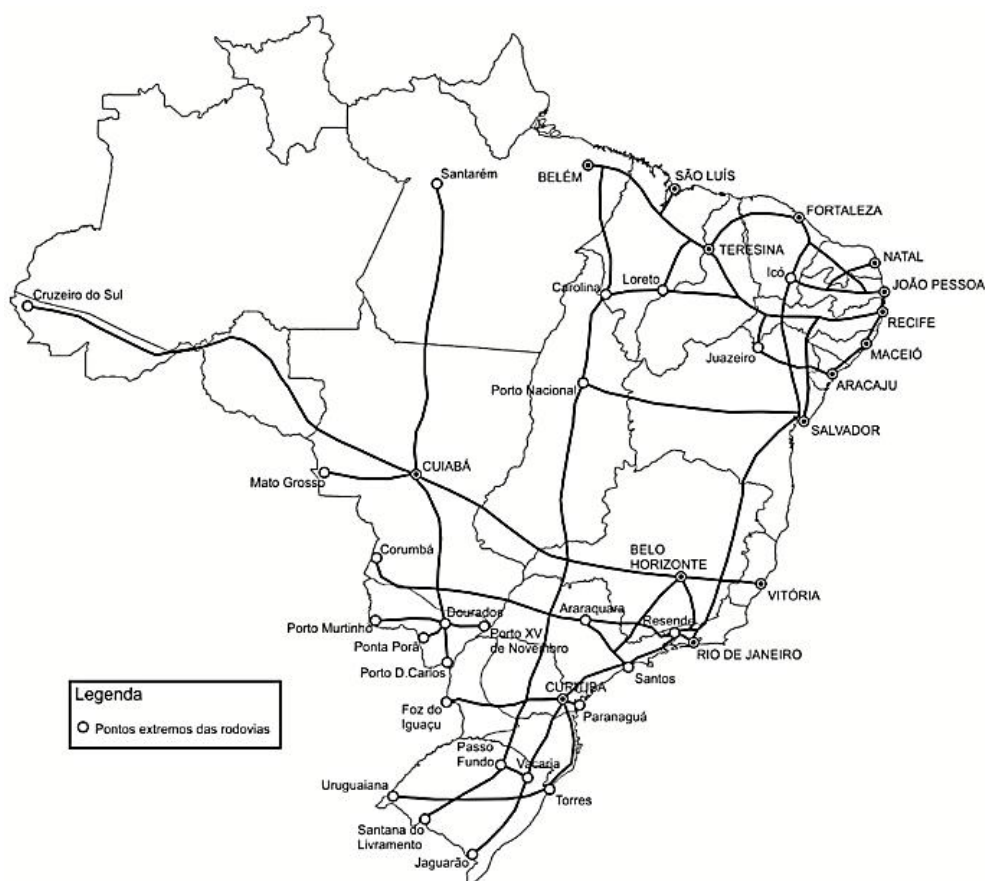 BELÉM
SÃO LUÍS
Santarém
FORTALEZA
TERESINA
NATAL
Icó
Loreto
Carolina
JOÃO PESSOA
Cruzeiro do Sul
RECIFE
MACEIÓ
Juazeiro
ARACAJU
Porto Nacional
SALVADOR
CUIABÁ
Mato Grosso
Corumbá
BELO
HORIZONTE
VITÓRIA
Dourados
Araraquara
Resende
Porto Murtinho
Porto XV
de Novembro
Ponta Porã
RIO DE JANEIRO
Porto D.Carlos
Santos
CURITIBA
Foz do
Iguaçu
Paranaguá
Legenda
Pontos extremos das rodovias
Passo
Fundo
Vacaria
Uruguaiana
Torres
Santana do
Livramento
Jaguarão